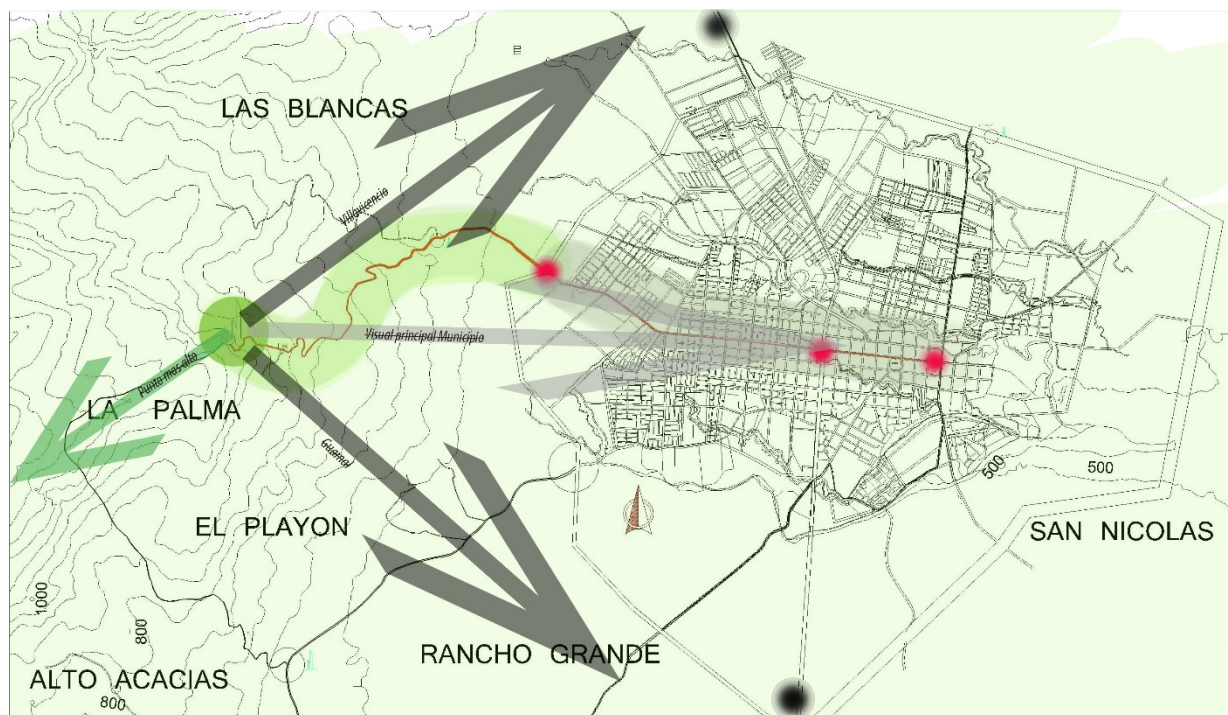 LAS BLANCAS
Villavicencio
Visual principal Municipio
Punto mas alto
LA PALMA
Guamal
EL PLAYON
500
500
SAN NICOLAS
1000
800
RANCHO GRANDE
ALTO ACACIAS
800